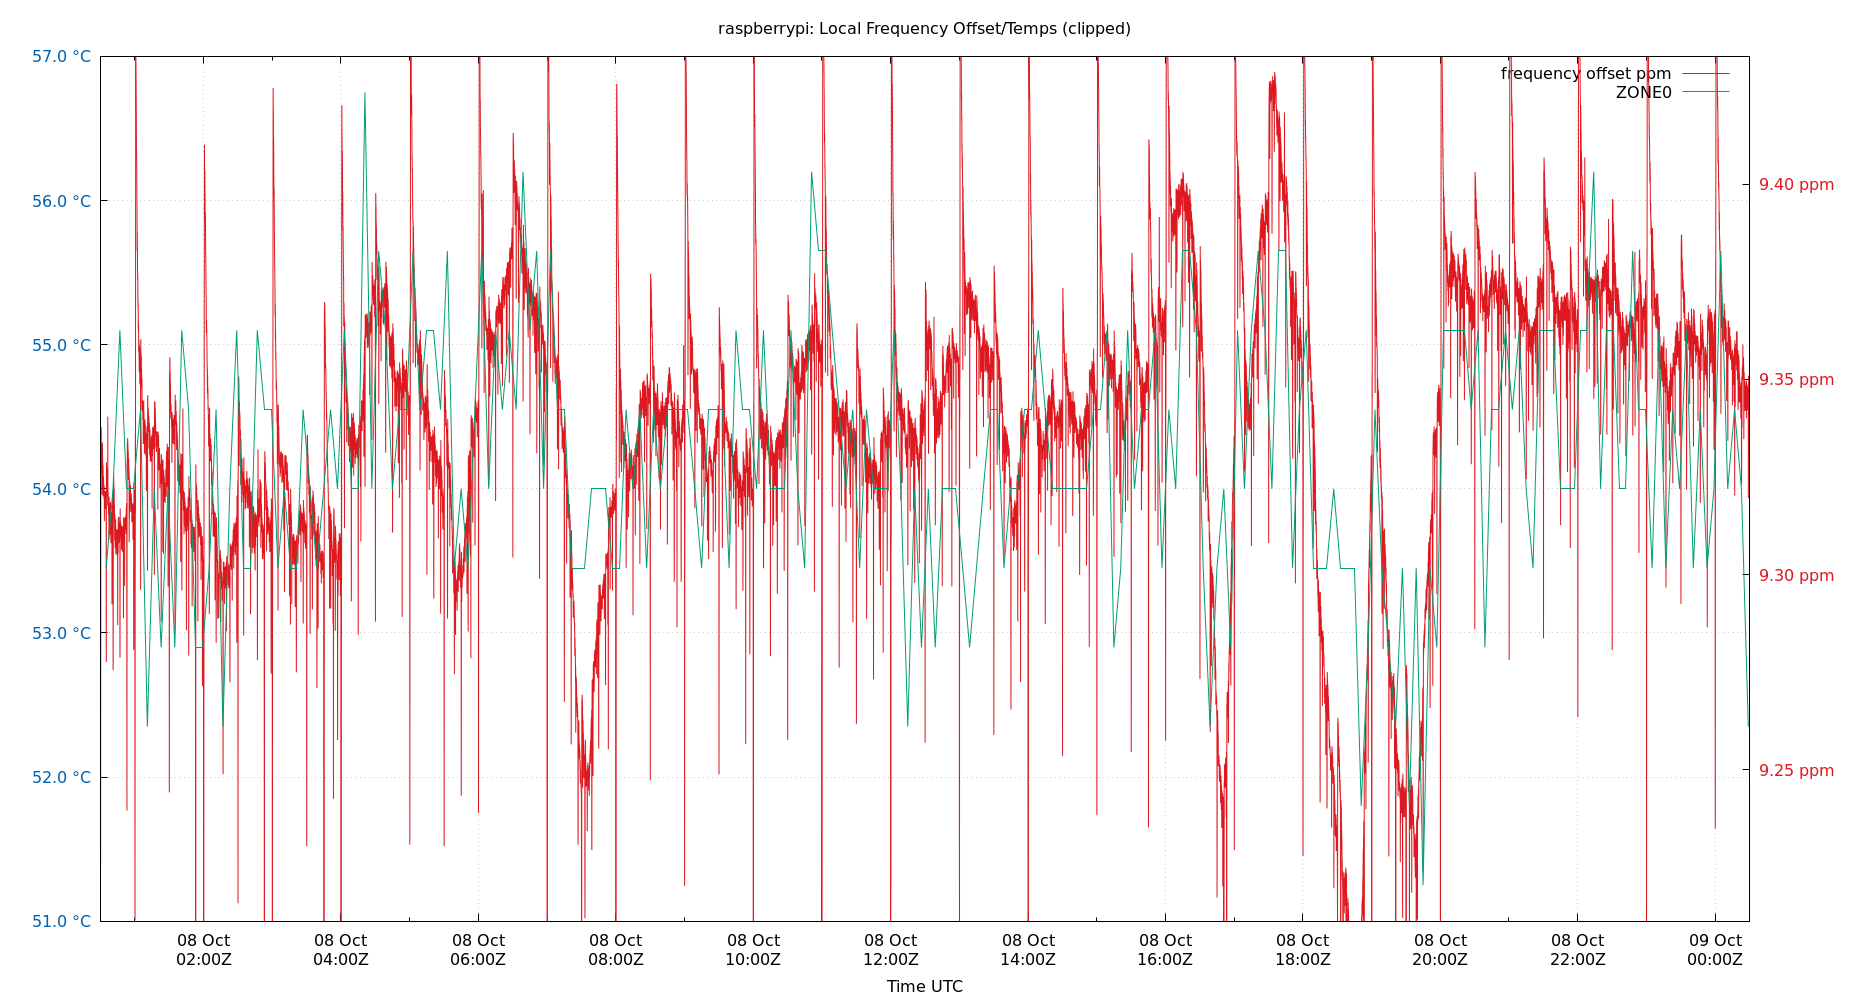 raspberrypi: Local Frequency Offset/Temps (clipped)
57.0 °C
56.0 °C
55.0 °C
54.0 °C
53.0 °C
52.0 °C
51.0 °C
frequency offset ppm
ZONE0
9.40 ppm
9.35 ppm
9.30 ppm
9.25 ppm
08 Oct 08 Oct 08 Oct 08 Oct 08 Oct 08 Oct 08 Oct 08 Oct 08 Oct 08 Oct 08 Oct 09 Oct
02:00Z 04:00Z 06:00Z 08:00Z 10:00Z 12:00Z 14:00Z 16:00Z 18:00Z 20:00Z 22:00Z 00:00Z
Time UTC